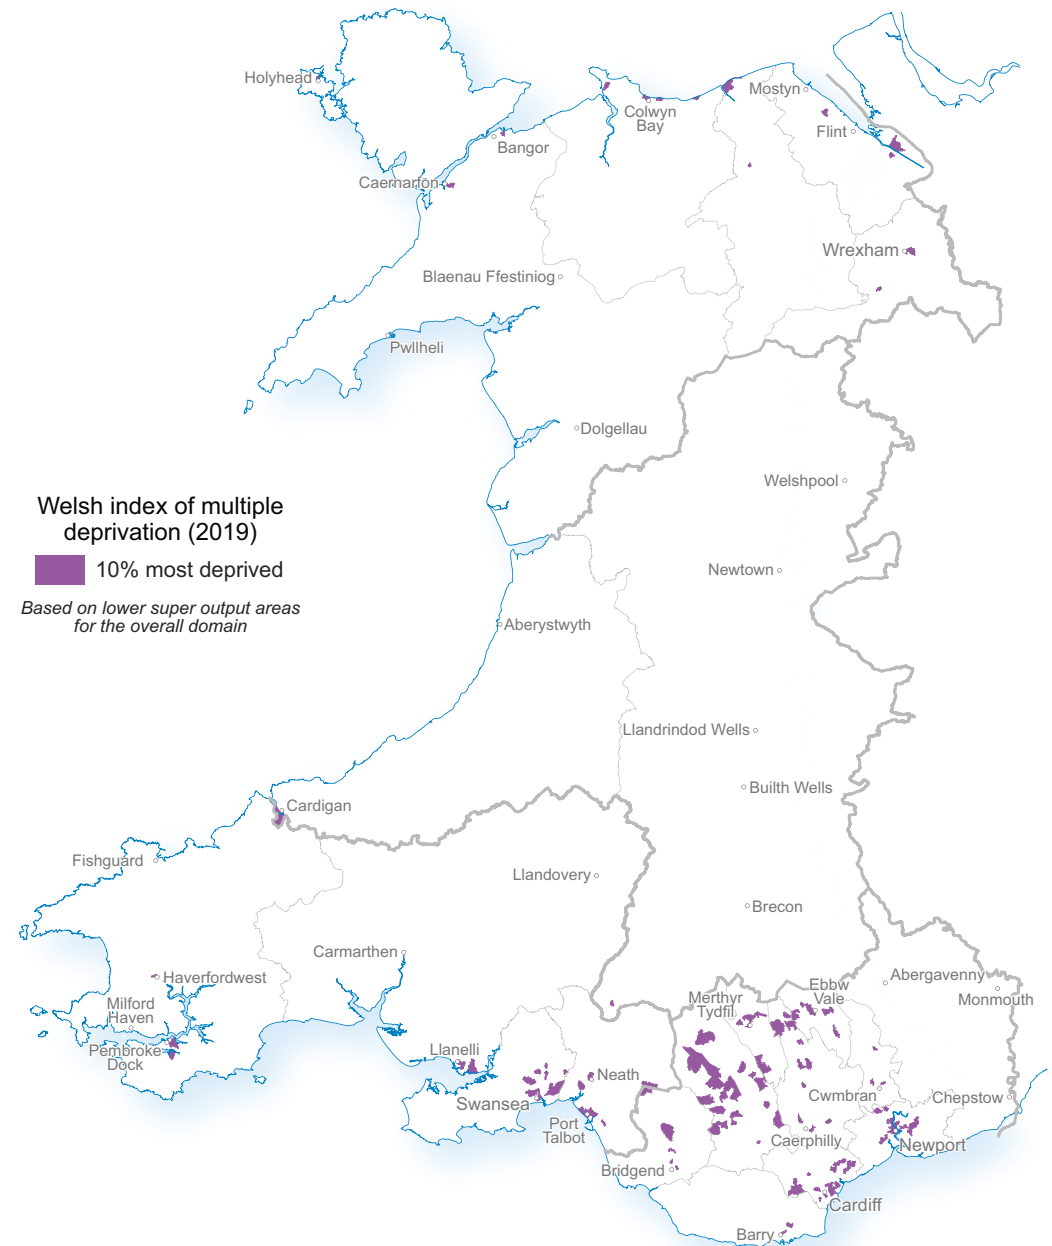 Holyhead
Mostyn
Colwyn
Bay
Flint
Bangor
Caernarfon
Wrexham
Blaenau Ffestiniog
Pwllheli
Dolgellau
Welshpool
Welsh index of multiple
deprivation (2019)
10% most deprived
Based on lower super output areas
for the overall domain
Newtown
Aberystwyth
Llandrindod Wells
Builth Wells
Cardigan
Fishguard
Llandovery
Brecon
Carmarthen
Haverfordwest
Abergavenny
Ebbw
Vale
Merthyr
Tydfil
Monmouth
Milford
Haven
Pembroke
Dock
Llanelli
Neath
Swansea
Cwmbran
Chepstow
Port
Talbot
Caerphilly
Newport
Bridgend
Cardiff
Barry